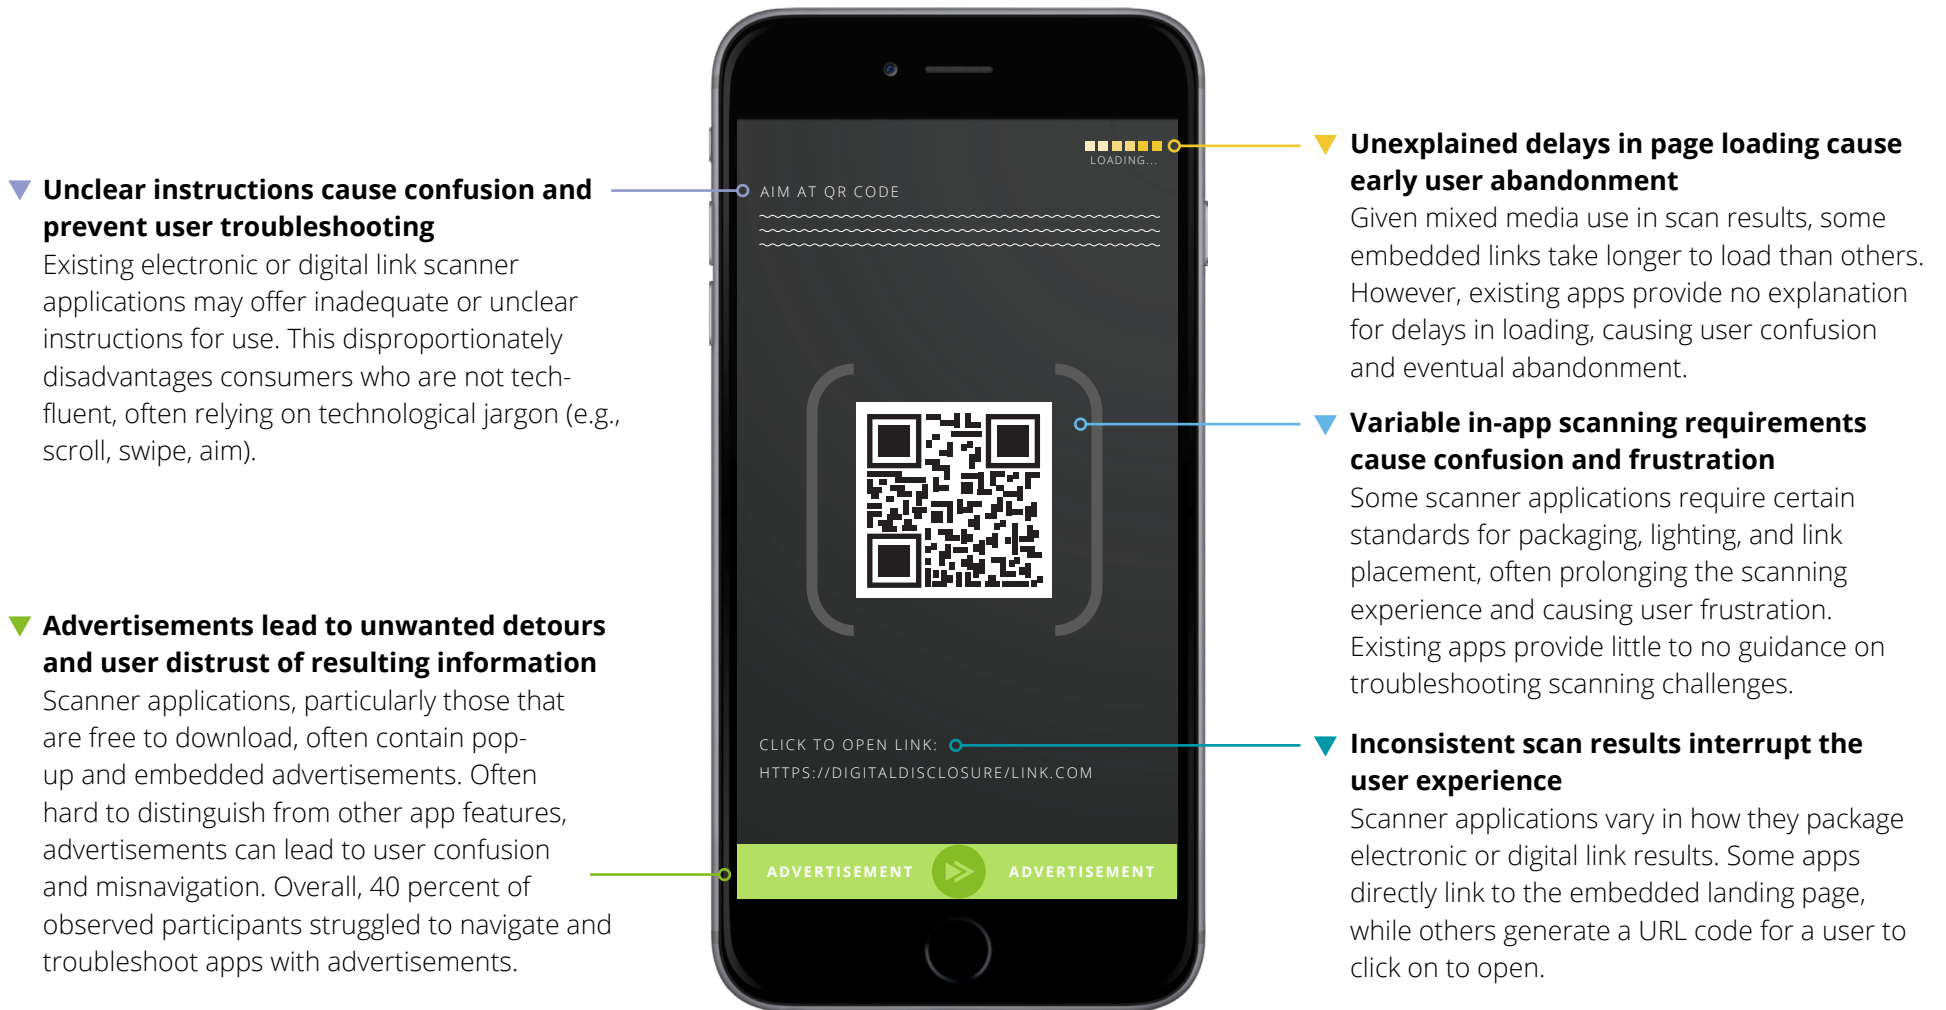 Unclear instructions cause confusion and
prevent user troubleshooting
Existing electronic or digital link scanner
applications may offer inadequate or unclear
instructions for use. This disproportionately
disadvantages consumers who are not tech-
fluent, often relying on technological jargon (e.g.,
scroll, swipe, aim).
Advertisements lead to unwanted detours
and user distrust of resulting information
Scanner applications, particularly those that
are free to download, often contain pop-
up and embedded advertisements. Often
hard to distinguish from other app features,
advertisements can lead to user confusion
and misnavigation. Overall, 40 percent of
observed participants struggled to navigate and
troubleshoot apps with advertisements.
LOADING...
AIM AT QR CODE
CLICK TO OPEN LINK:
HTTPS://DIGITALDISCLOSURE/LINK.COM
ADVERTISEMENT ADVERTISEMENT
Unexplained delays in page loading cause
early user abandonment
Given mixed media use in scan results, some
embedded links take longer to load than others.
However, existing apps provide no explanation
for delays in loading, causing user confusion
and eventual abandonment.
Variable in-app scanning requirements
cause confusion and frustration
Some scanner applications require certain
standards for packaging, lighting, and link
placement, often prolonging the scanning
experience and causing user frustration.
Existing apps provide little to no guidance on
troubleshooting scanning challenges.
Inconsistent scan results interrupt the
user experience
Scanner applications vary in how they package
electronic or digital link results. Some apps
directly link to the embedded landing page,
while others generate a URL code for a user to
click on to open.